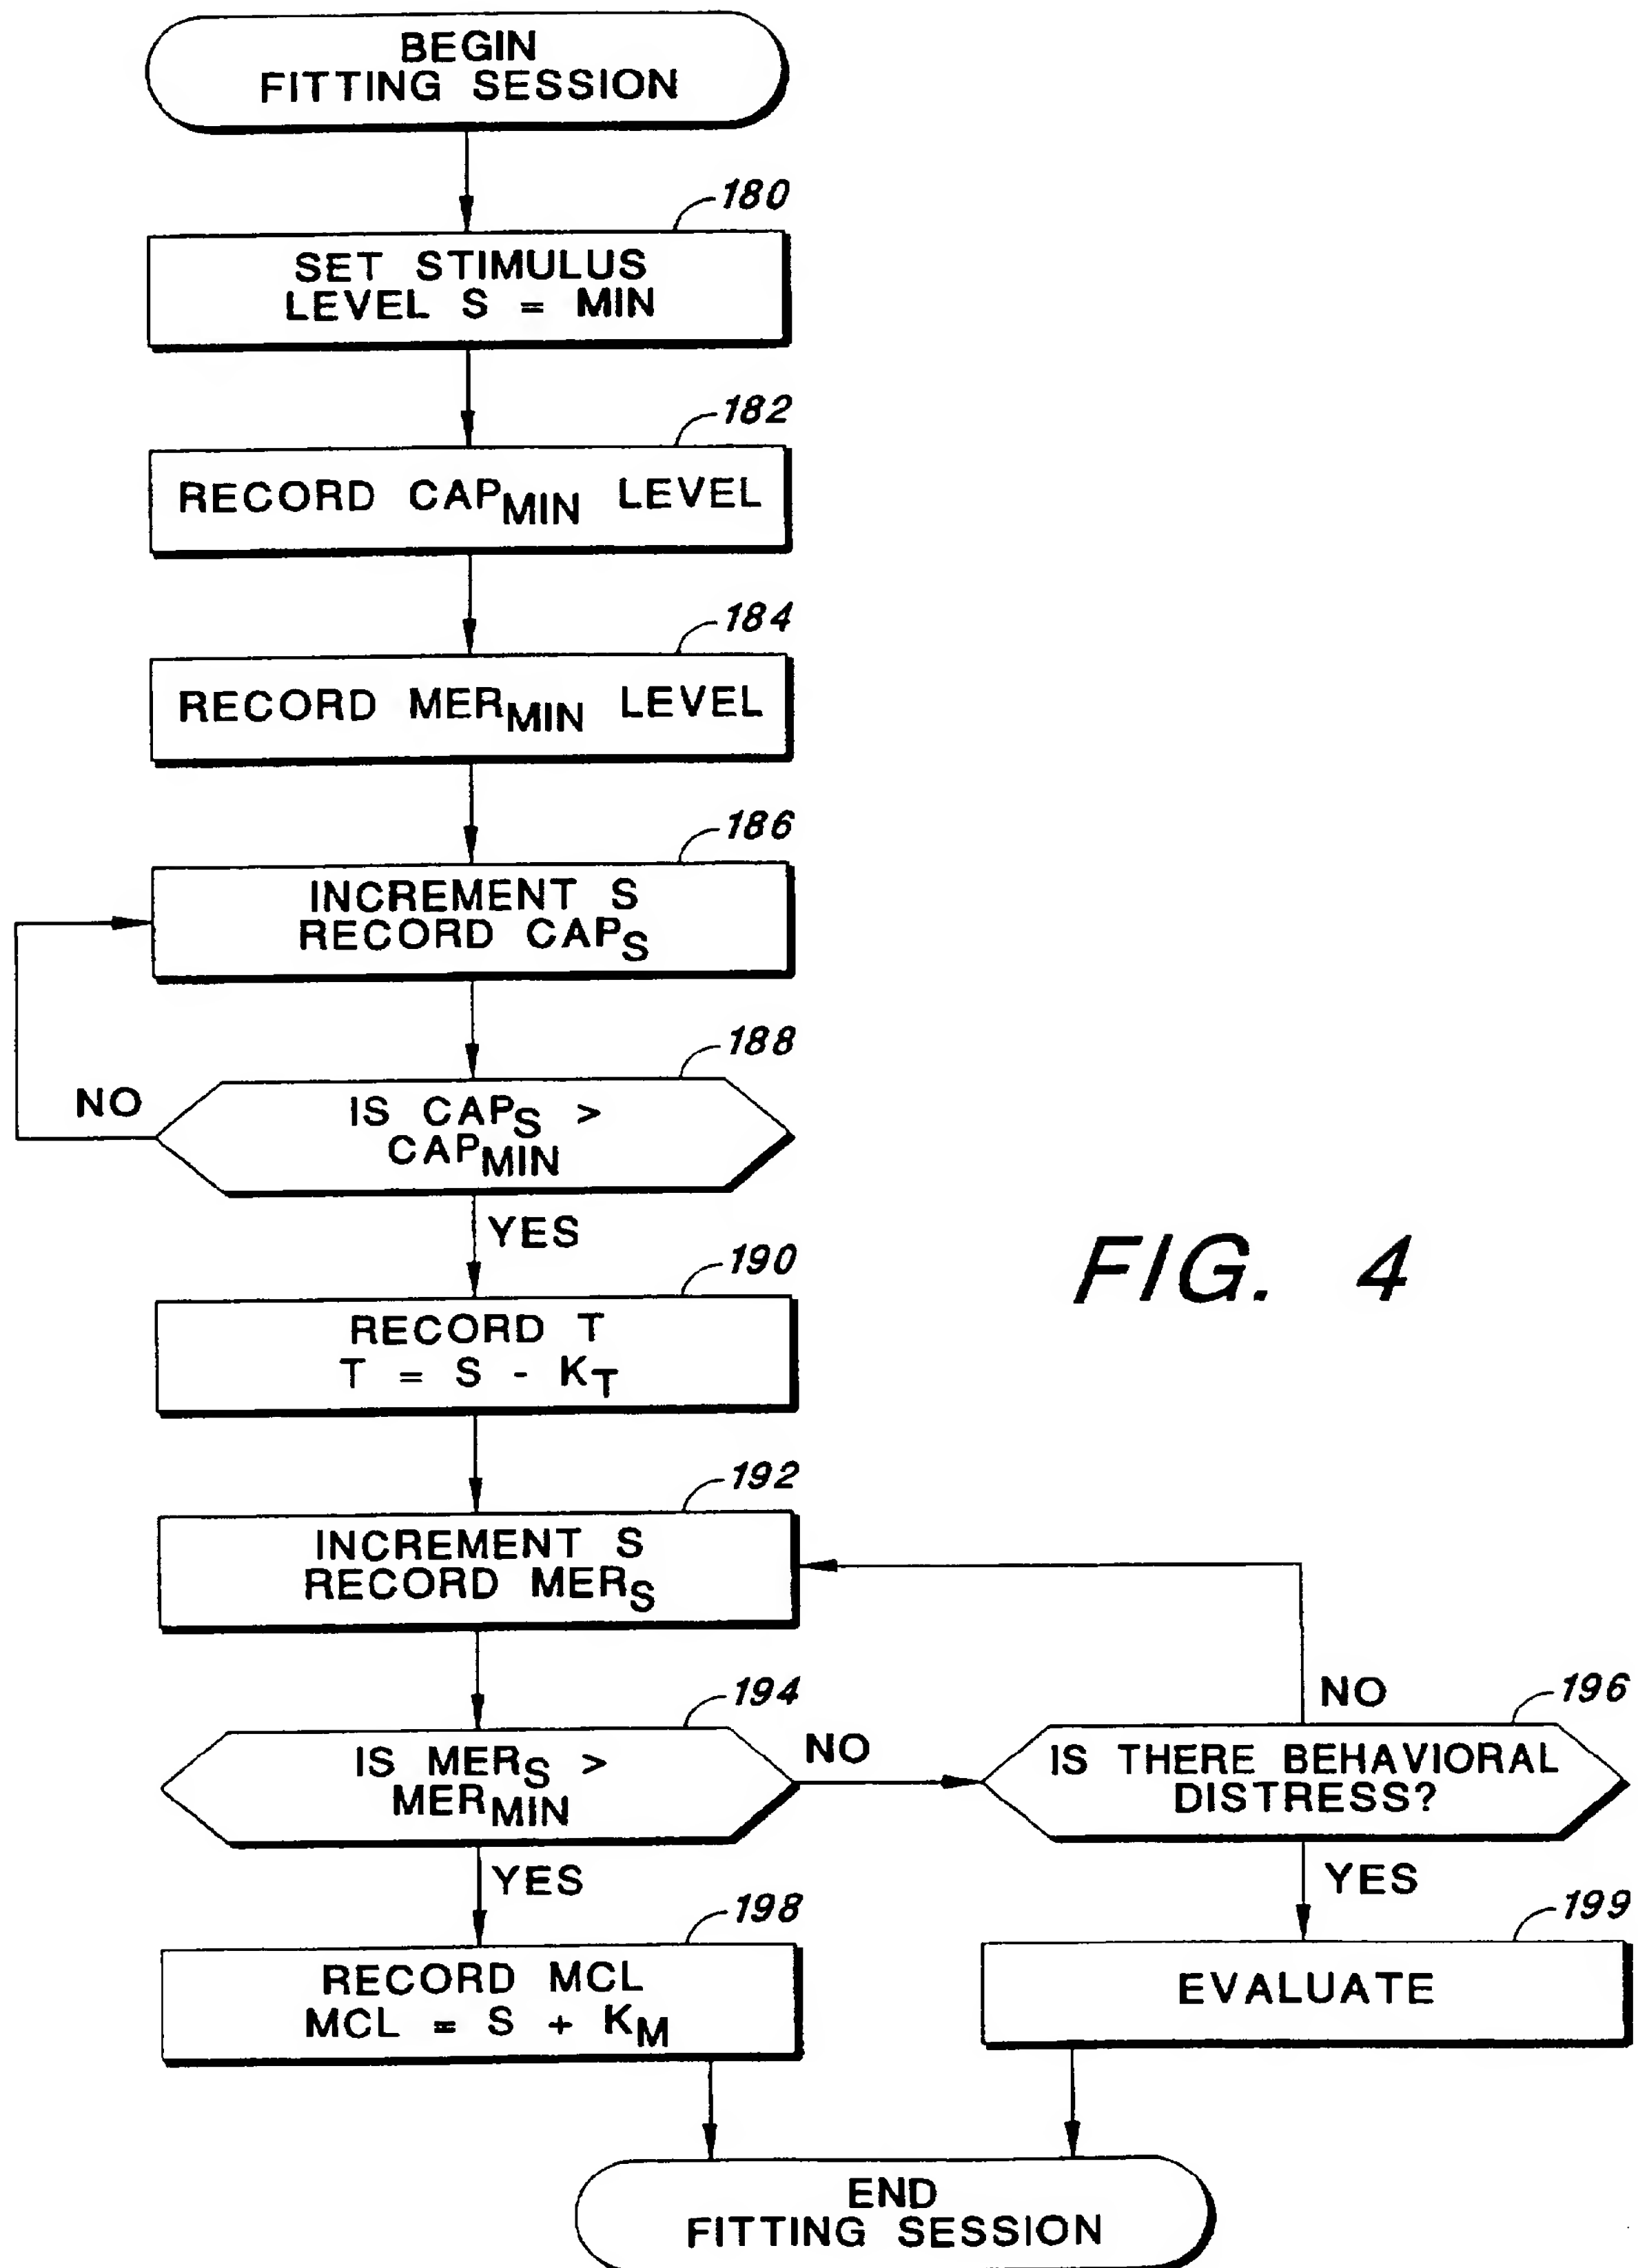 BEGIN
FITTING SESSION
180
SET STIMULUS
LEVEL S = MIN
182
RECORD CAPMIN LEVEL
184
RECORD MERMIN LEVEL
186
INCREMENT S
RECORD CAPS
188
IS CAPS >
CAPMIN
NO
YES
190
RECORD T
T = S - KT
FIG. 4
192
INCREMENT S
RECORD MERS
194
IS MERS >
MERMIN
NO
196
IS THERE BEHAVIORAL
DISTRESS?
NO
YES
YES
198
RECORD MCL
MCL = S + KM
199
EVALUATE
END
FITTING SESSION